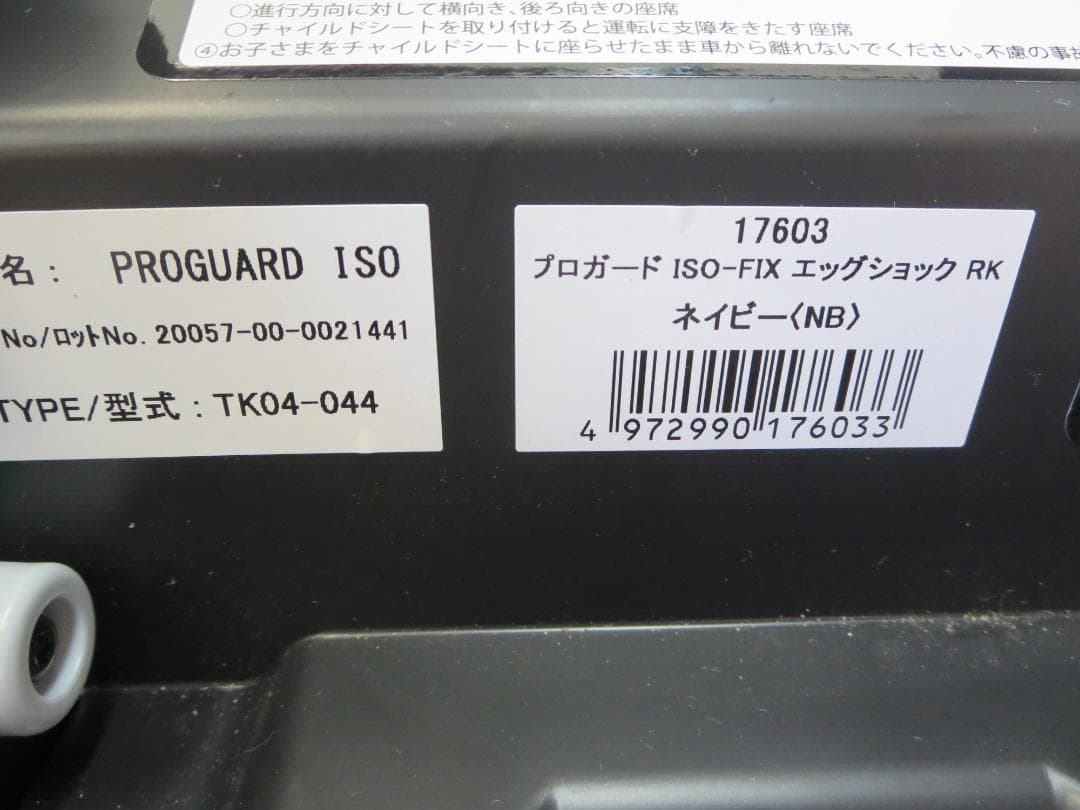 ○進行方向に対して横向き、後ろ向きの座席
○チャイルドシートを取り付けると運転に支障をきたす座席
④お子さまをチャイルドシートに座らせたまま車から離れないでください。不慮の事故
名： PROGUARD ISO
No/ロットNo. 20057-00-0021441
TYPE/型式：TK04-044
17603
プロガード ISO-FIX エッグショック RK
ネイビー〈NB〉
4 972990 176033